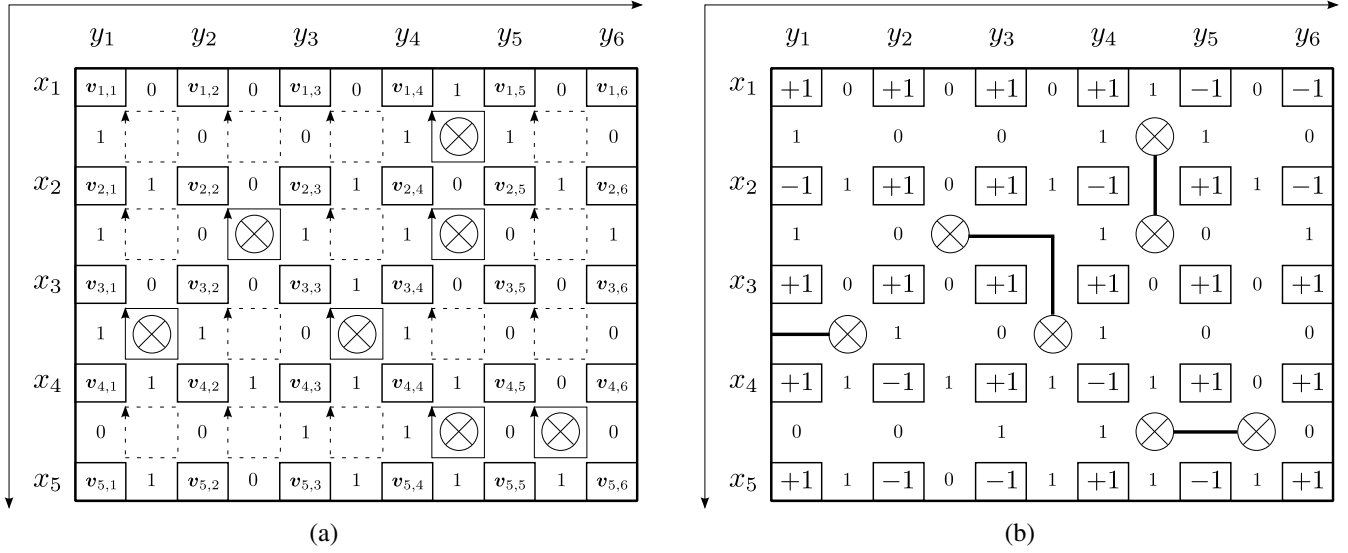 y₁ y₂ y₃ y₄ y₅ y₆
x₁ v₁,₁ 0 v₁,₂ 0 v₁,₃ 0 v₁,₄ 1 v₁,₅ 0 v₁,₆
1 0 0 1 1 0
x₂ v₂,₁ 1 v₂,₂ 0 v₂,₃ 1 v₂,₄ 0 v₂,₅ 1 v₂,₆
1 0 1 1 0 1
x₃ v₃,₁ 0 v₃,₂ 0 v₃,₃ 1 v₃,₄ 0 v₃,₅ 0 v₃,₆
1 1 0 1 0 0
x₄ v₄,₁ 1 v₄,₂ 1 v₄,₃ 1 v₄,₄ 1 v₄,₅ 0 v₄,₆
0 0 1 1 0 0
x₅ v₅,₁ 1 v₅,₂ 0 v₅,₃ 1 v₅,₄ 1 v₅,₅ 1 v₅,₆
(a)
y₁ y₂ y₃ y₄ y₅ y₆
x₁ +1 0 +1 0 +1 0 +1 1 −1 0 −1
1 0 0 1 1 0
x₂ −1 1 +1 0 +1 1 −1 +1 1 −1
1 0 1 0 1
x₃ +1 0 +1 0 +1 +1 0 +1 0 +1
1 0 1 0 0
x₄ +1 1 −1 1 +1 1 −1 1 +1 0 +1
0 0 1 1 0
x₅ +1 1 −1 0 −1 1 +1 1 −1 1 +1
(b)